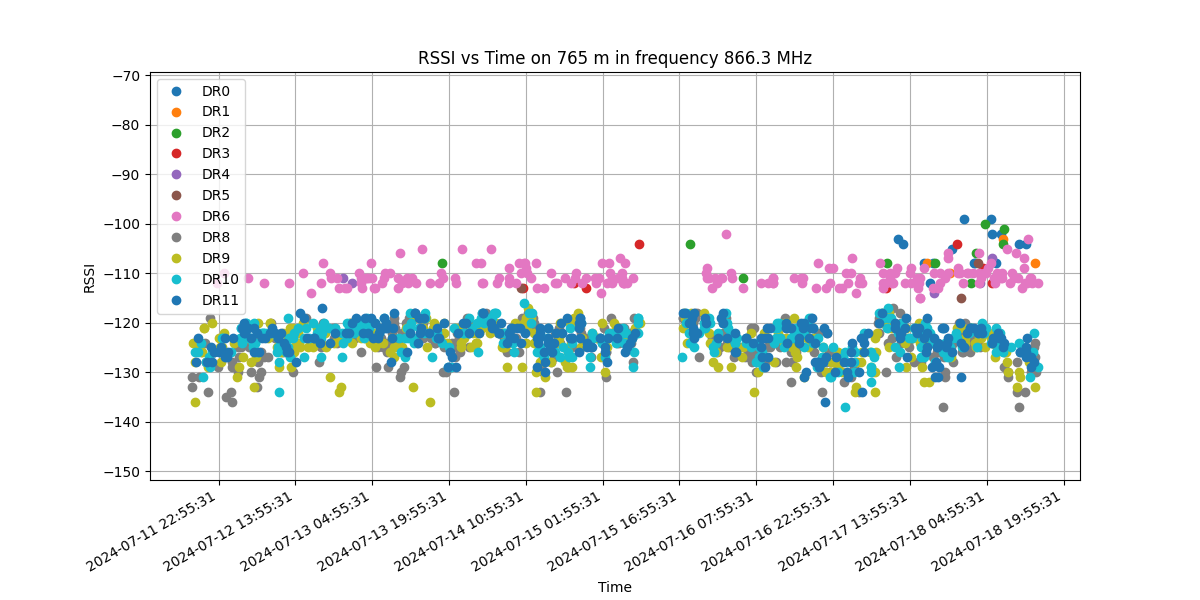 RSSI vs Time on 765 m in frequency 866.3 MHz
−70
−80
−90
−100
−110
−120
−130
−140
−150
RSSI
DR0
DR1
DR2
DR3
DR4
DR5
DR6
DR8
DR9
DR10
DR11
2024-07-11 22:55:31
2024-07-12 13:55:31
2024-07-13 04:55:31
2024-07-13 19:55:31
2024-07-14 10:55:31
2024-07-15 01:55:31
2024-07-15 16:55:31
2024-07-16 07:55:31
2024-07-16 22:55:31
2024-07-17 13:55:31
2024-07-18 04:55:31
2024-07-18 19:55:31
Time